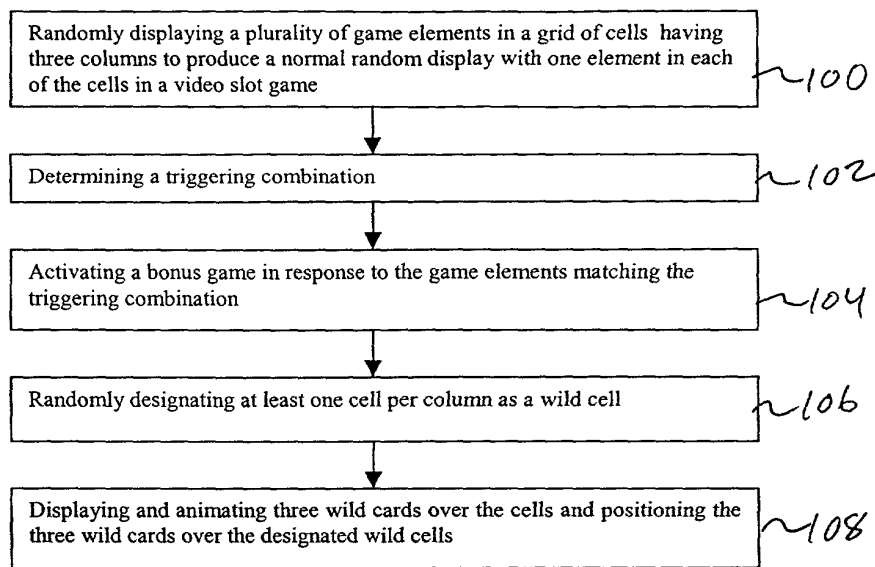 Randomly displaying a plurality of game elements in a grid of cells having
three columns to produce a normal random display with one element in each
of the cells in a video slot game
100
Determining a triggering combination
102
Activating a bonus game in response to the game elements matching the
triggering combination
104
Randomly designating at least one cell per column as a wild cell
106
Displaying and animating three wild cards over the cells and positioning the
three wild cards over the designated wild cells
108